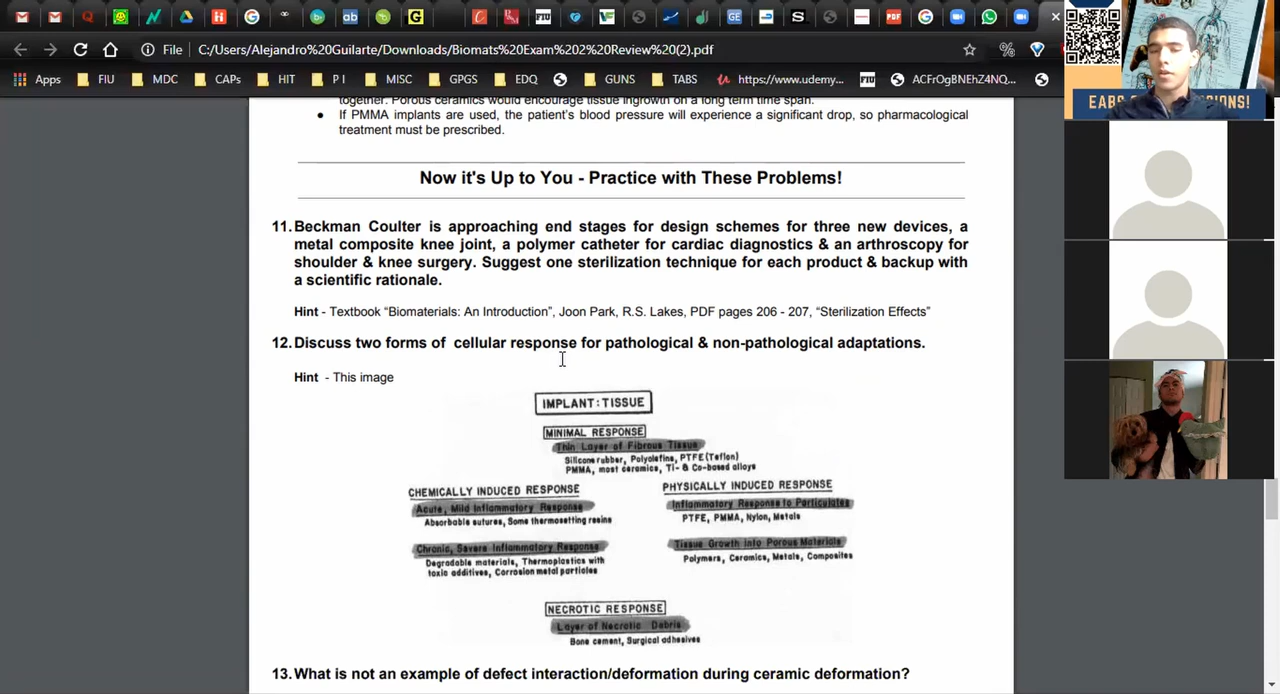 File
C:/Users/Alejandro%20Guilarte/Downloads/Biomats%20Exam%202%20Review%20(2).pdf
Apps FIU MDC CAPs HIT P I MISC GPGS EDQ GUNS TABS https://www.udemy... FIU ACFrOgBNEhZ4NQ...
together. Porous ceramics would encourage tissue ingrowth on a long term time span.
● If PMMA implants are used, the patient's blood pressure will experience a significant drop, so pharmacological
treatment must be prescribed.
Now it's Up to You - Practice with These Problems!
11. Beckman Coulter is approaching end stages for design schemes for three new devices, a
metal composite knee joint, a polymer catheter for cardiac diagnostics & an arthroscopy for
shoulder & knee surgery. Suggest one sterilization technique for each product & backup with
a scientific rationale.
Hint - Textbook “Biomaterials: An Introduction”, Joon Park, R.S. Lakes, PDF pages 206 - 207, “Sterilization Effects”
12. Discuss two forms of cellular response for pathological & non-pathological adaptations.
Hint - This image
IMPLANT:TISSUE
MINIMAL RESPONSE
Thin Layer of Fibrous Tissue
Silicone rubber, Polyolefins, PTFE(Teflon)
PMMA, most ceramics, Ti- & Co-based alloys
CHEMICALLY INDUCED RESPONSE
Acute, Mild Inflammatory Response
Absorbable sutures, Some thermosetting resins
Chronic, Severe Inflammatory Response
Degradable materials, Thermoplastics with
toxic additives, Corrosion metal particles
PHYSICALLY INDUCED RESPONSE
Inflammatory Response to Particulates
PTFE, PMMA, Nylon, Metals
Tissue Growth into Porous Materials
Polymers, Ceramics, Metals, Composites
NECROTIC RESPONSE
Layer of Necrotic Debris
Bone cement, Surgical adhesives
13. What is not an example of defect interaction/deformation during ceramic deformation?
EABS